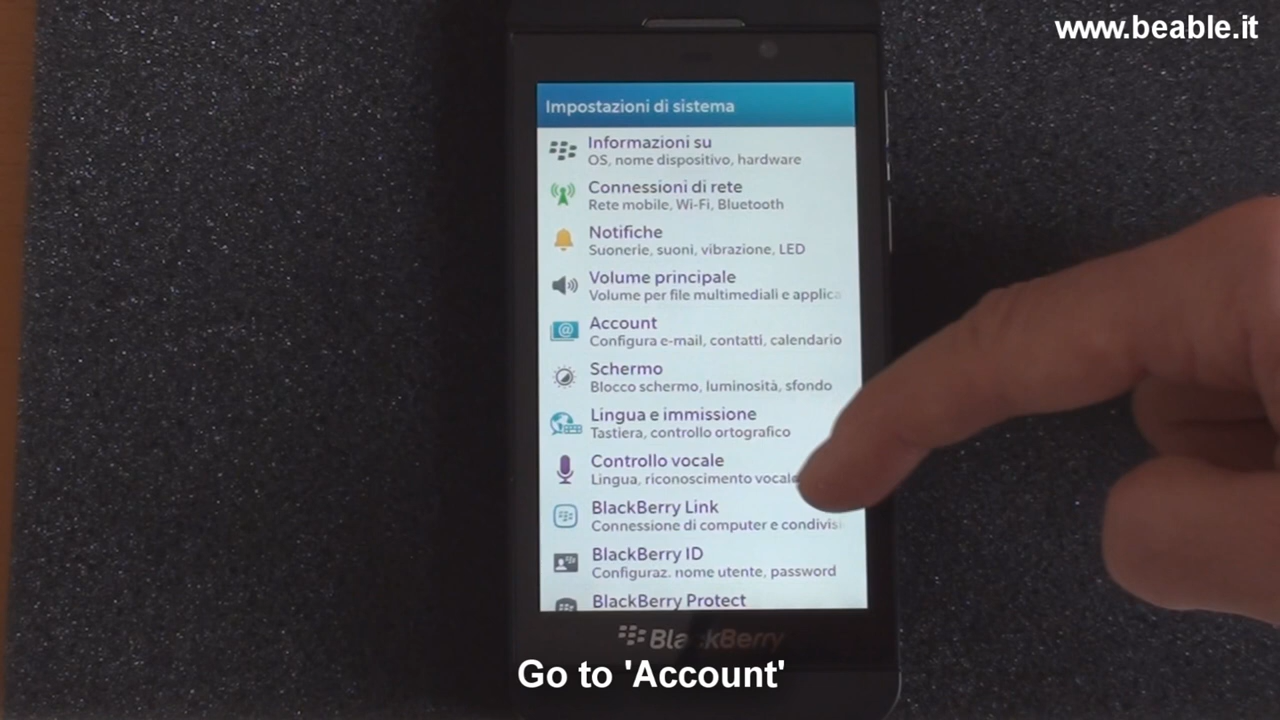 www.beable.it
Impostazioni di sistema
Informazioni su
OS, nome dispositivo, hardware
Connessioni di rete
Rete mobile, Wi-Fi, Bluetooth
Notifiche
Suonerie, suoni, vibrazione, LED
Volume principale
Volume per file multimediali e applica
Account
Configura e-mail, contatti, calendario
Schermo
Blocco schermo, luminosità, sfondo
Lingua e immissione
Tastiera, controllo ortografico
Controllo vocale
Lingua, riconoscimento vocale
BlackBerry Link
Connessione di computer e condivisi
BlackBerry ID
Configuraz. nome utente, password
BlackBerry Protect
BlackBerry
Go to 'Account'